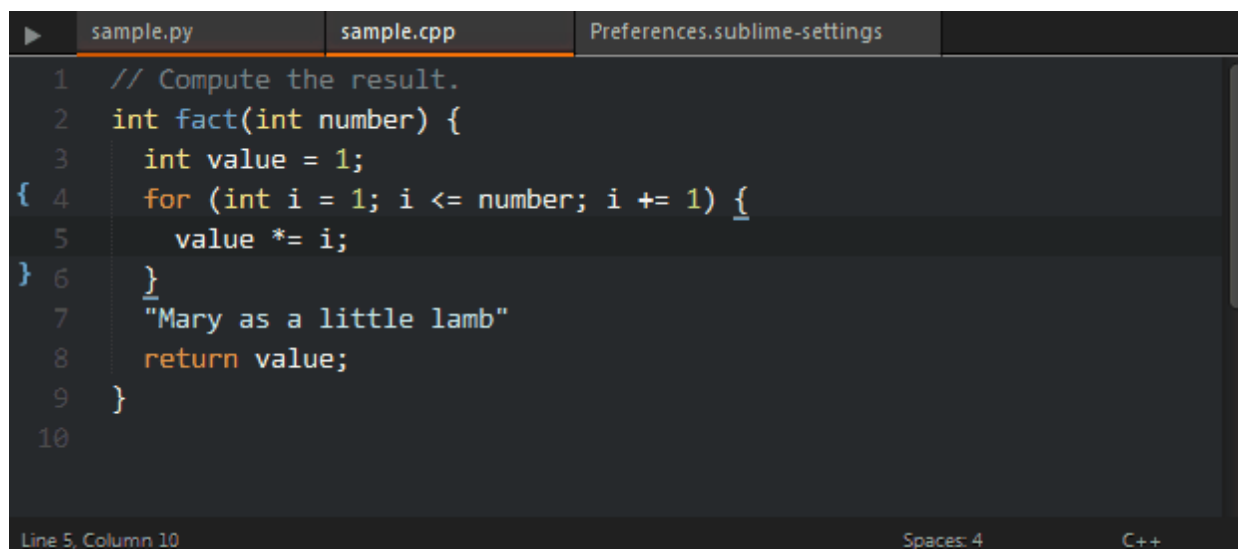 sample.py sample.cpp Preferences.sublime-settings
1 // Compute the result.
2 int fact(int number) {
3   int value = 1;
{ 4   for (int i = 1; i <= number; i += 1) {
5     value *= i;
} 6   }
7   "Mary as a little lamb"
8   return value;
9 }
10
Line 5, Column 10 Spaces: 4 C++